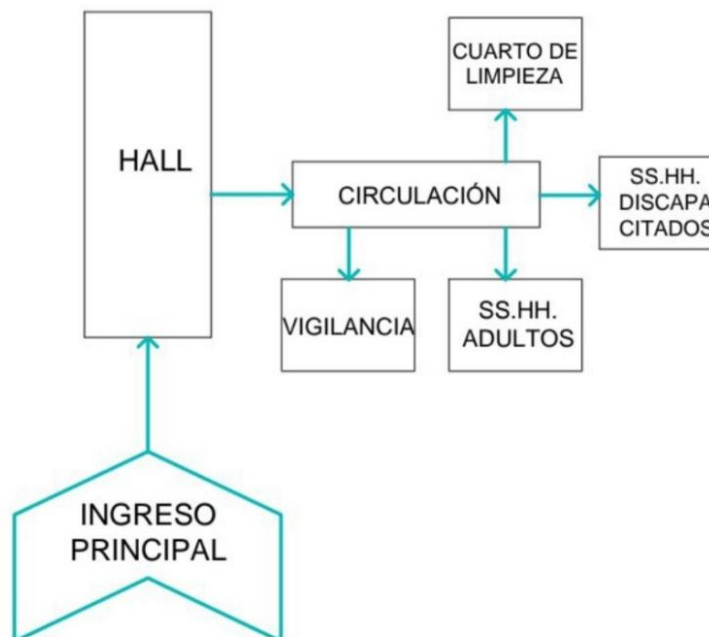 CUARTO DE
LIMPIEZA
HALL
CIRCULACIÓN
SS.HH.
DISCAPA
CITADOS
VIGILANCIA
SS.HH.
ADULTOS
INGRESO
PRINCIPAL